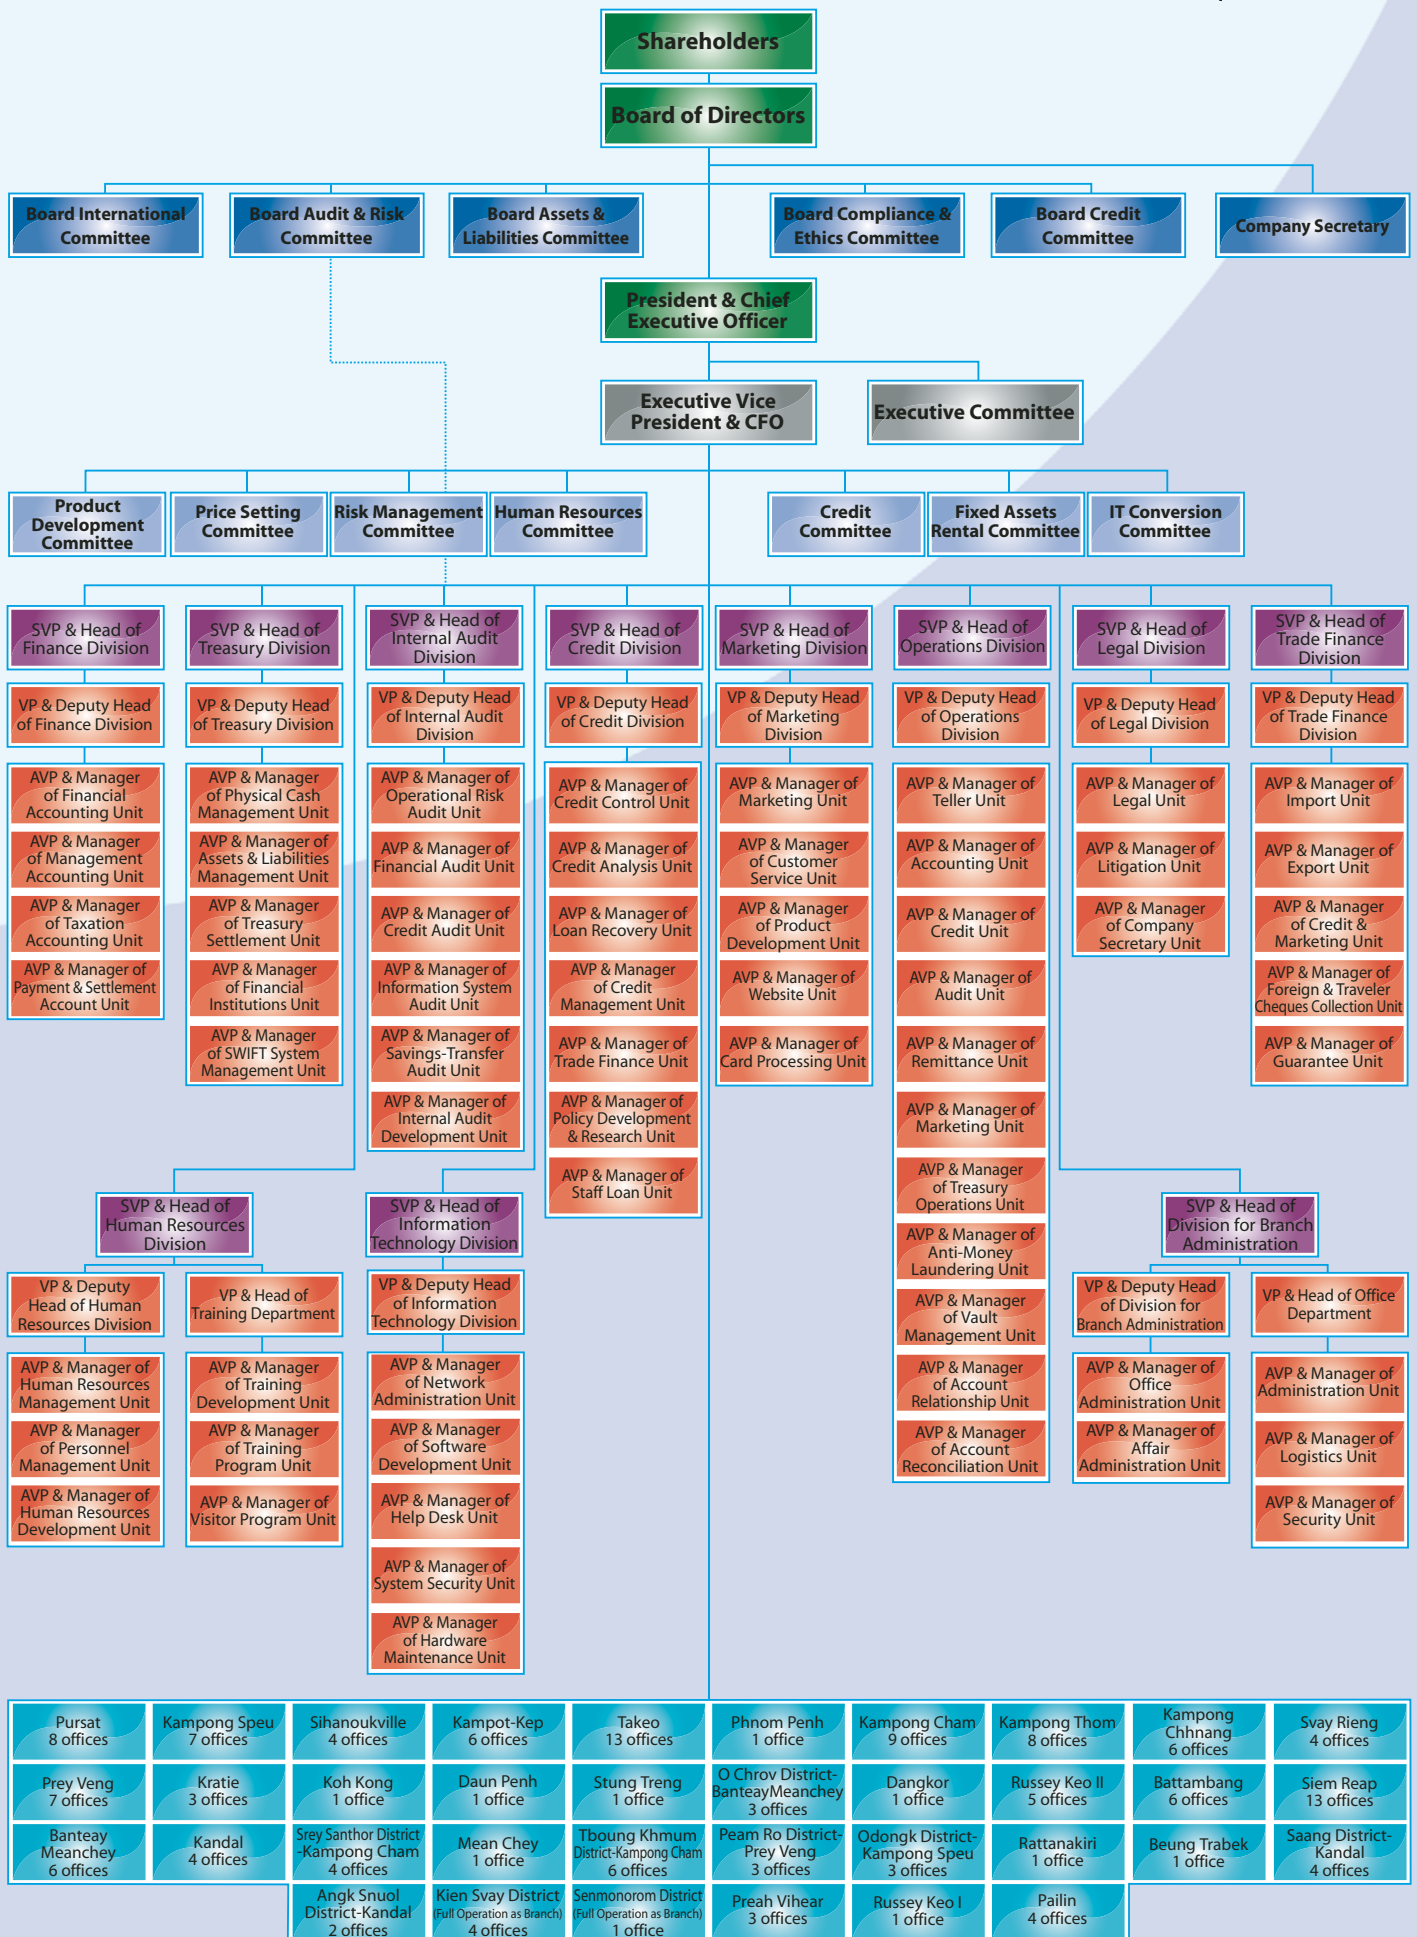 Shareholders
Board of Directors
Board International
Committee
Board Audit & Risk
Committee
Board Assets &
Liabilities Committee
Board Compliance &
Ethics Committee
Board Credit
Committee
Company Secretary
President & Chief
Executive Officer
Executive Vice
President & CFO
Executive Committee
Product
Development
Committee
Price Setting
Committee
Risk Management
Committee
Human Resources
Committee
Credit
Committee
Fixed Assets
Rental Committee
IT Conversion
Committee
SVP & Head of
Finance Division
SVP & Head of
Treasury Division
SVP & Head of
Internal Audit
Division
SVP & Head of
Credit Division
SVP & Head of
Marketing Division
SVP & Head of
Operations Division
SVP & Head of
Legal Division
SVP & Head of
Trade Finance
Division
VP & Deputy Head
of Finance Division
VP & Deputy Head
of Treasury Division
VP & Deputy Head
of Internal Audit
Division
VP & Deputy Head
of Credit Division
VP & Deputy Head
of Marketing
Division
VP & Deputy Head
of Operations
Division
VP & Deputy Head
of Legal Division
VP & Deputy Head
of Trade Finance
Division
AVP & Manager
of Financial
Accounting Unit
AVP & Manager
of Management
Accounting Unit
AVP & Manager
of Taxation
Accounting Unit
AVP & Manager of
Payment & Settlement
Account Unit
AVP & Manager
of Physical Cash
Management Unit
AVP & Manager of
Assets & Liabilities
Management Unit
AVP & Manager
of Treasury
Settlement Unit
AVP & Manager
of Financial
Institutions Unit
AVP & Manager
of SWIFT System
Management Unit
AVP & Manager of
Operational Risk
Audit Unit
AVP & Manager of
Financial Audit Unit
AVP & Manager of
Credit Audit Unit
AVP & Manager of
Information System
Audit Unit
AVP & Manager of
Savings-Transfer
Audit Unit
AVP & Manager of
Internal Audit
Development Unit
AVP & Manager of
Credit Control Unit
AVP & Manager of
Credit Analysis Unit
AVP & Manager of
Loan Recovery Unit
AVP & Manager
of Credit
Management Unit
AVP & Manager of
Trade Finance Unit
AVP & Manager of
Policy Development
& Research Unit
AVP & Manager of
Staff Loan Unit
AVP & Manager of
Marketing Unit
AVP & Manager
of Customer
Service Unit
AVP & Manager
of Product
Development Unit
AVP & Manager of
Website Unit
AVP & Manager of
Card Processing Unit
AVP & Manager of
Teller Unit
AVP & Manager of
Accounting Unit
AVP & Manager of
Credit Unit
AVP & Manager of
Audit Unit
AVP & Manager of
Remittance Unit
AVP & Manager of
Marketing Unit
AVP & Manager
of Treasury
Operations Unit
AVP & Manager of
Anti-Money
Laundering Unit
AVP & Manager
of Vault
Management Unit
AVP & Manager
of Account
Relationship Unit
AVP & Manager
of Account
Reconciliation Unit
AVP & Manager of
Legal Unit
AVP & Manager of
Litigation Unit
AVP & Manager
of Company
Secretary Unit
AVP & Manager of
Import Unit
AVP & Manager of
Export Unit
AVP & Manager
of Credit &
Marketing Unit
AVP & Manager of
Foreign & Traveler
Cheques Collection Unit
AVP & Manager of
Guarantee Unit
SVP & Head of
Human Resources
Division
SVP & Head of
Information
Technology Division
SVP & Head of
Division for Branch
Administration
VP & Deputy
Head of Human
Resources Division
VP & Head of
Training Department
VP & Deputy Head
of Information
Technology Division
VP & Deputy Head
of Division for
Branch Administration
VP & Head of Office
Department
AVP & Manager of
Human Resources
Management Unit
AVP & Manager
of Personnel
Management Unit
AVP & Manager of
Human Resources
Development Unit
AVP & Manager
of Training
Development Unit
AVP & Manager
of Training
Program Unit
AVP & Manager of
Visitor Program Unit
AVP & Manager
of Network
Administration Unit
AVP & Manager
of Software
Development Unit
AVP & Manager of
Help Desk Unit
AVP & Manager of
System Security Unit
AVP & Manager
of Hardware
Maintenance Unit
AVP & Manager of
Office
Administration Unit
AVP & Manager of
Affair
Administration Unit
AVP & Manager of
Administration Unit
AVP & Manager of
Logistics Unit
AVP & Manager of
Security Unit
Pursat
8 offices
Kampong Speu
7 offices
Sihanoukville
4 offices
Kampot-Kep
6 offices
Takeo
13 offices
Phnom Penh
1 office
Kampong Cham
9 offices
Kampong Thom
8 offices
Kampong
Chhnang
6 offices
Svay Rieng
4 offices
Prey Veng
7 offices
Kratie
3 offices
Koh Kong
1 office
Daun Penh
1 office
Stung Treng
1 office
O Chrov District-
BanteayMeanchey
3 offices
Dangkor
1 office
Russey Keo II
5 offices
Battambang
6 offices
Siem Reap
13 offices
Banteay
Meanchey
6 offices
Kandal
4 offices
Srey Santhor District
-Kampong Cham
4 offices
Mean Chey
1 office
Tboung Khmum
District-Kampong Cham
6 offices
Peam Ro District-
Prey Veng
3 offices
Odongk District-
Kampong Speu
3 offices
Rattanakiri
1 office
Beung Trabek
1 office
Saang District-
Kandal
4 offices
Angk Snuol
District-Kandal
2 offices
Kien Svay District
(Full Operation as Branch)
4 offices
Senmonorom District
(Full Operation as Branch)
1 office
Preah Vihear
3 offices
Russey Keo I
1 office
Pailin
4 offices